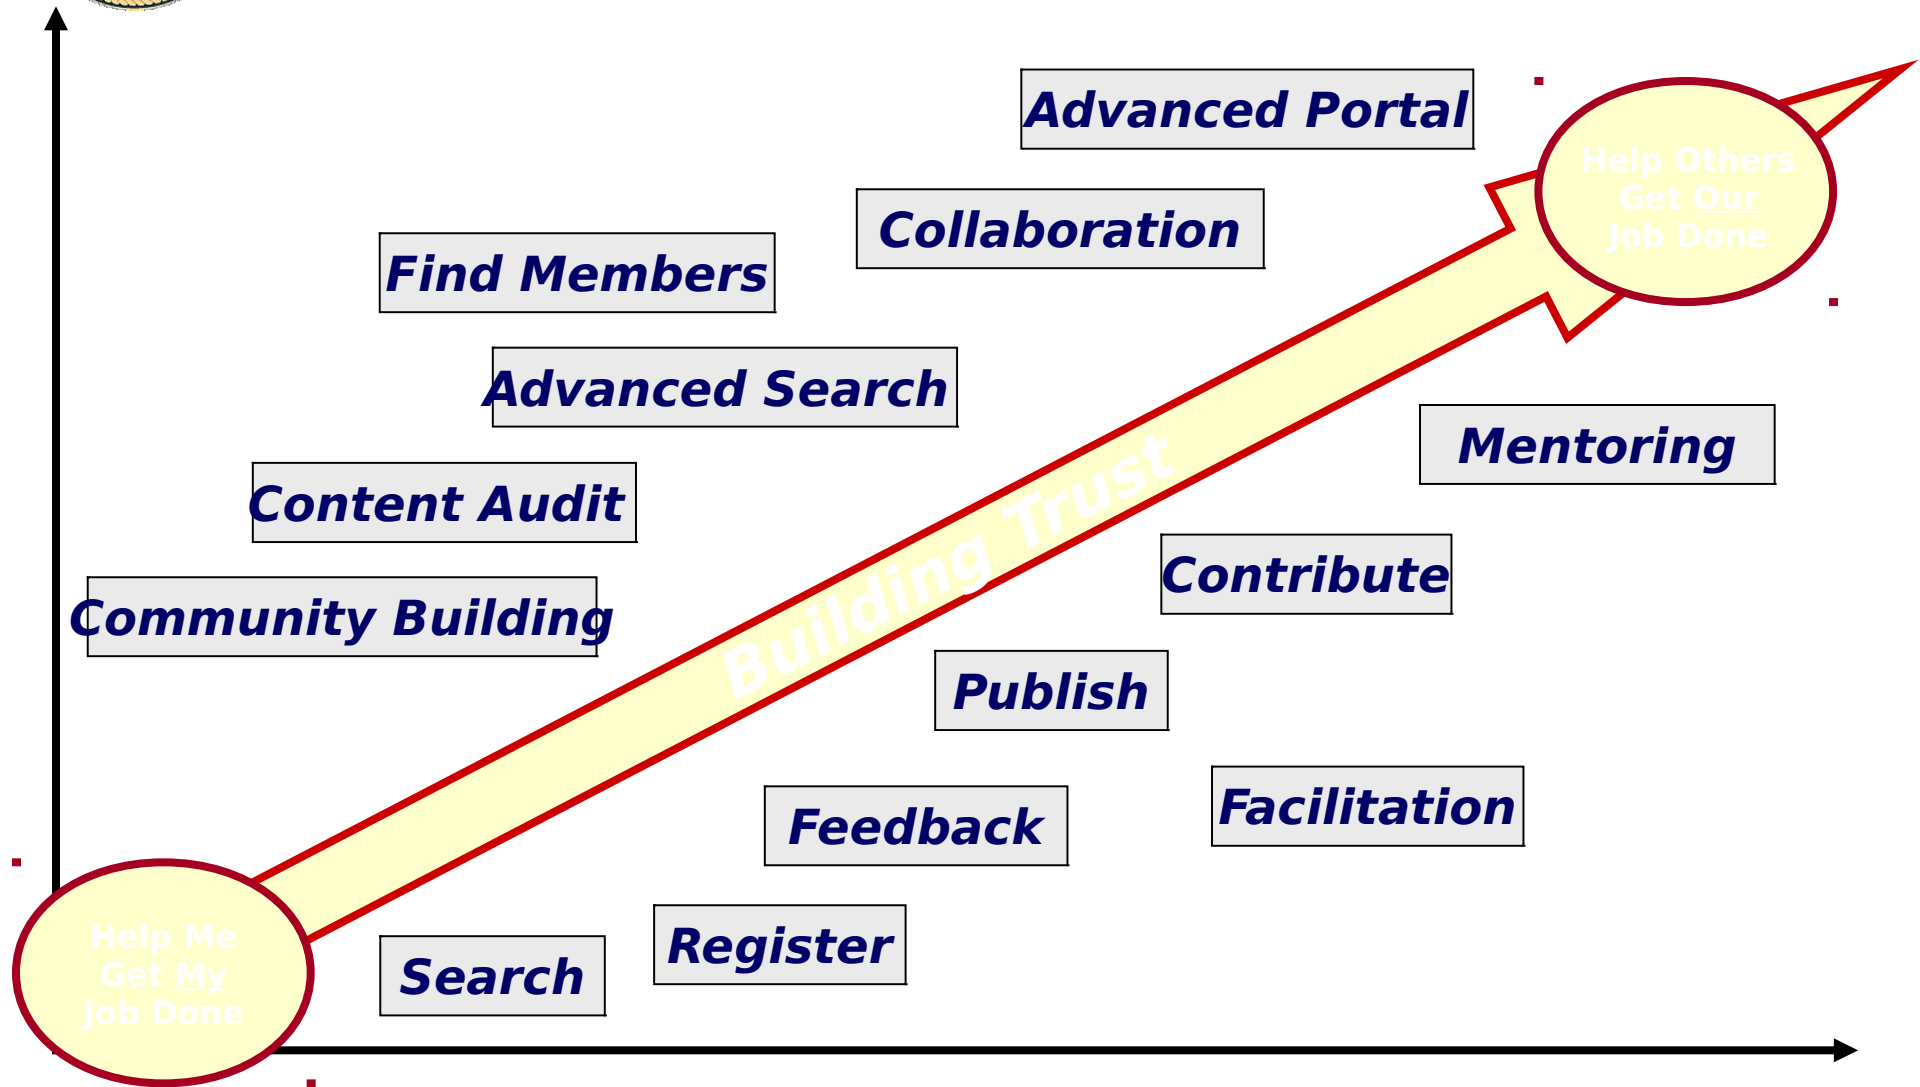 Advanced Portal
Help Others
Get Our
Job Done
Collaboration
Find Members
Advanced Search
Mentoring
Content Audit
Building Trust
Contribute
Community Building
Publish
Feedback
Facilitation
Help Me
Get My
Job Done
Register
Search